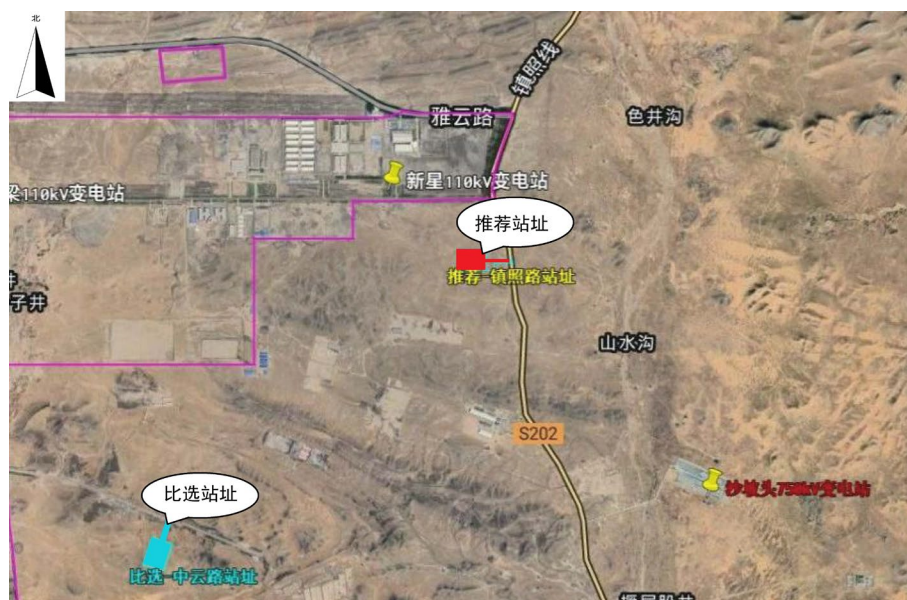 北
镇照线
雅云路
色井沟
新星110kV变电站
梁110kV变电站
推荐站址
推荐-镇照路站址
井
子井
山水沟
S202
沙坡头750kV变电站
比选站址
比选-中云路站址